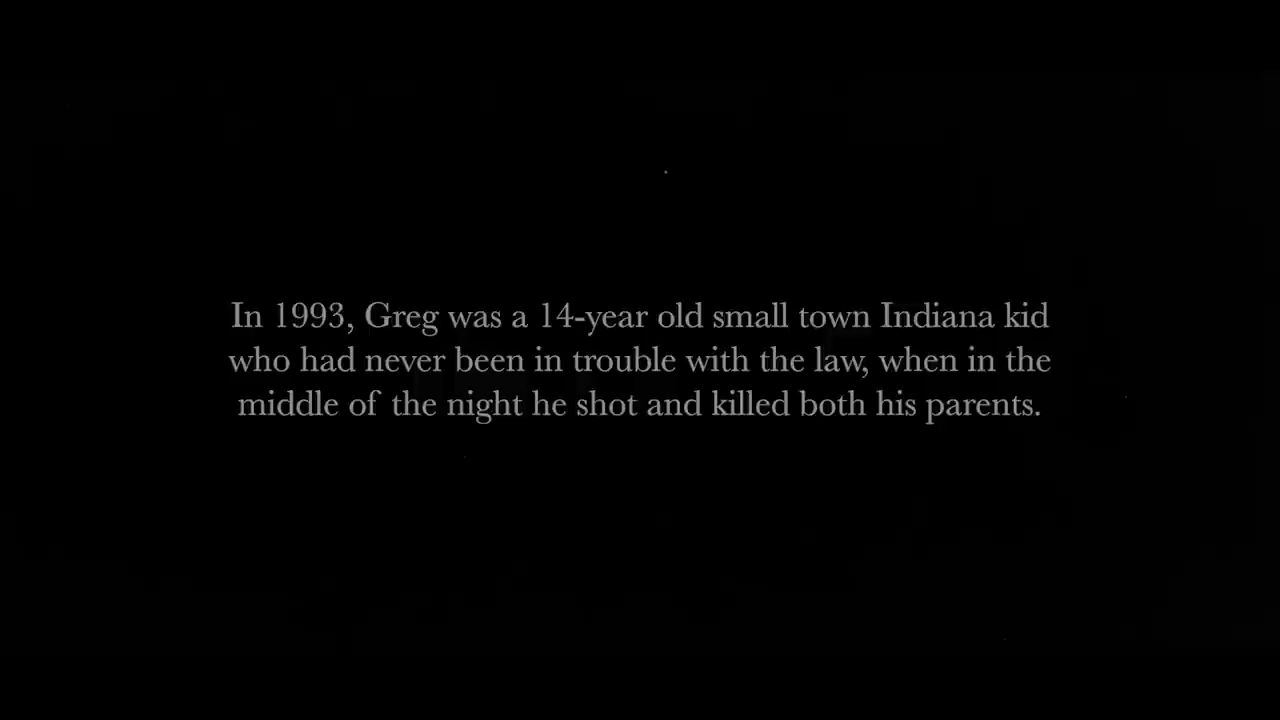 In 1993, Greg was a 14-year old small town Indiana kid
who had never been in trouble with the law, when in the
middle of the night he shot and killed both his parents.